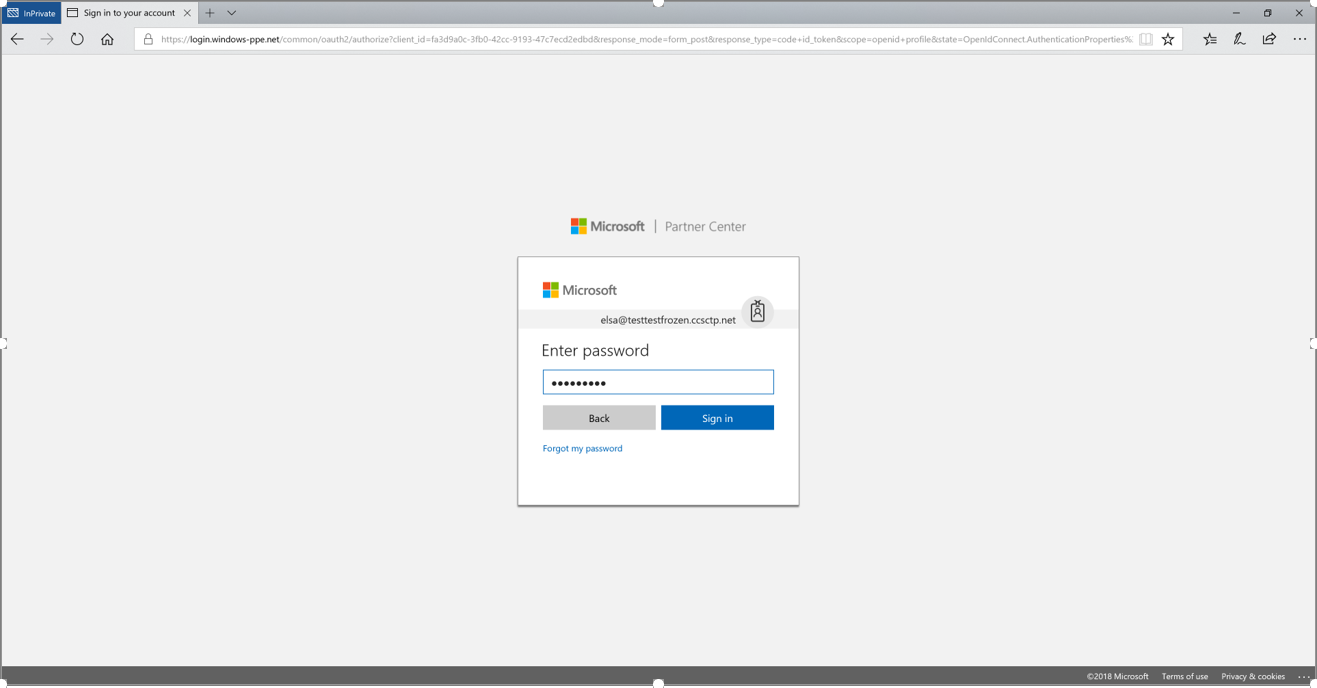 InPrivate
Sign in to your account
https://login.windows-ppe.net/common/oauth2/authorize?client_id=fa3d9a0c-3fb0-42cc-9193-47c7ecd2edbd&response_mode=form_post&response_type=code+id_token&scope=openid+profile&state=OpenIdConnect.AuthenticationProperties%
Microsoft | Partner Center
Microsoft
elsa@testtestfrozen.ccsctp.net
Enter password
Back
Sign in
Forgot my password
©2018 Microsoft Terms of use Privacy & cookies ...